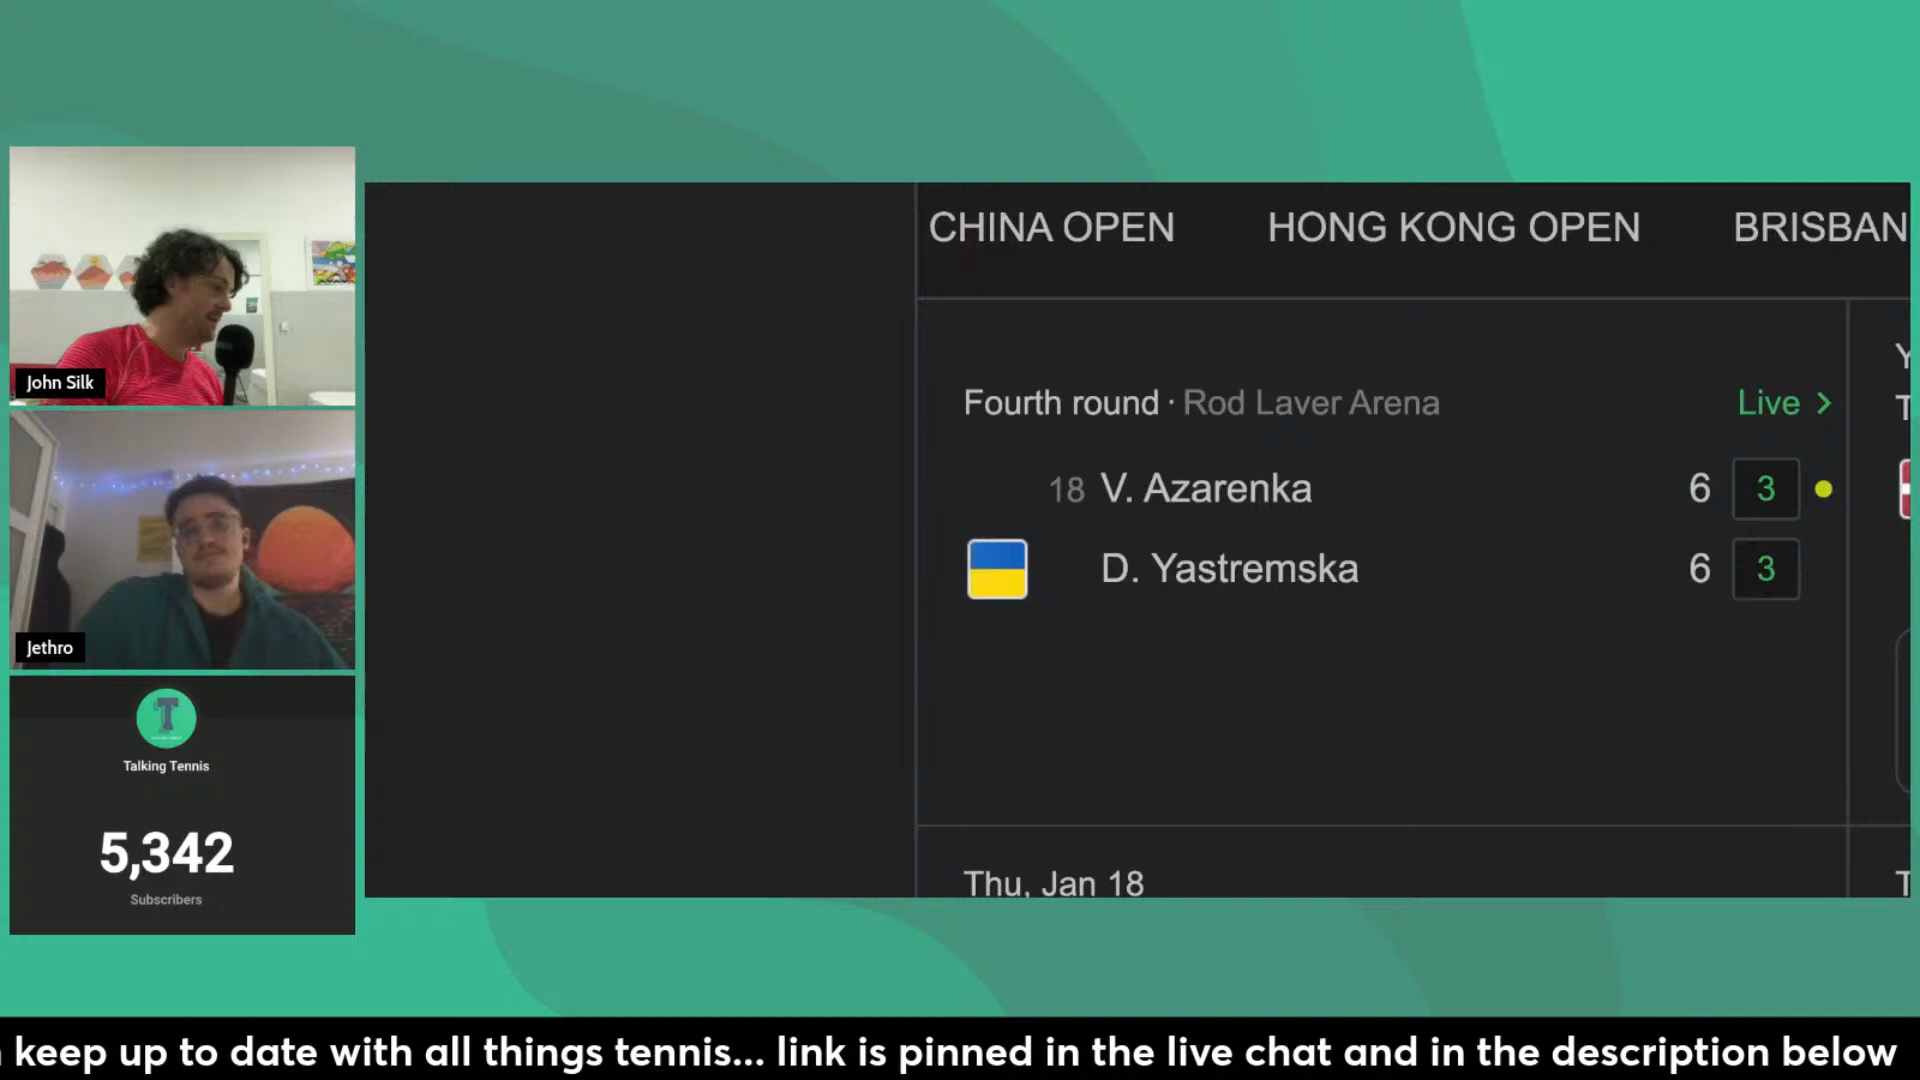 CHINA OPEN HONG KONG OPEN BRISBAN
Fourth round · Rod Laver Arena Live
18 V. Azarenka 6 3
D. Yastremska 6 3
Thu, Jan 18
Y
T
T
John Silk
Jethro
T
Talking Tennis
5,342
Subscribers
keep up to date with all things tennis... link is pinned in the live chat and in the description below